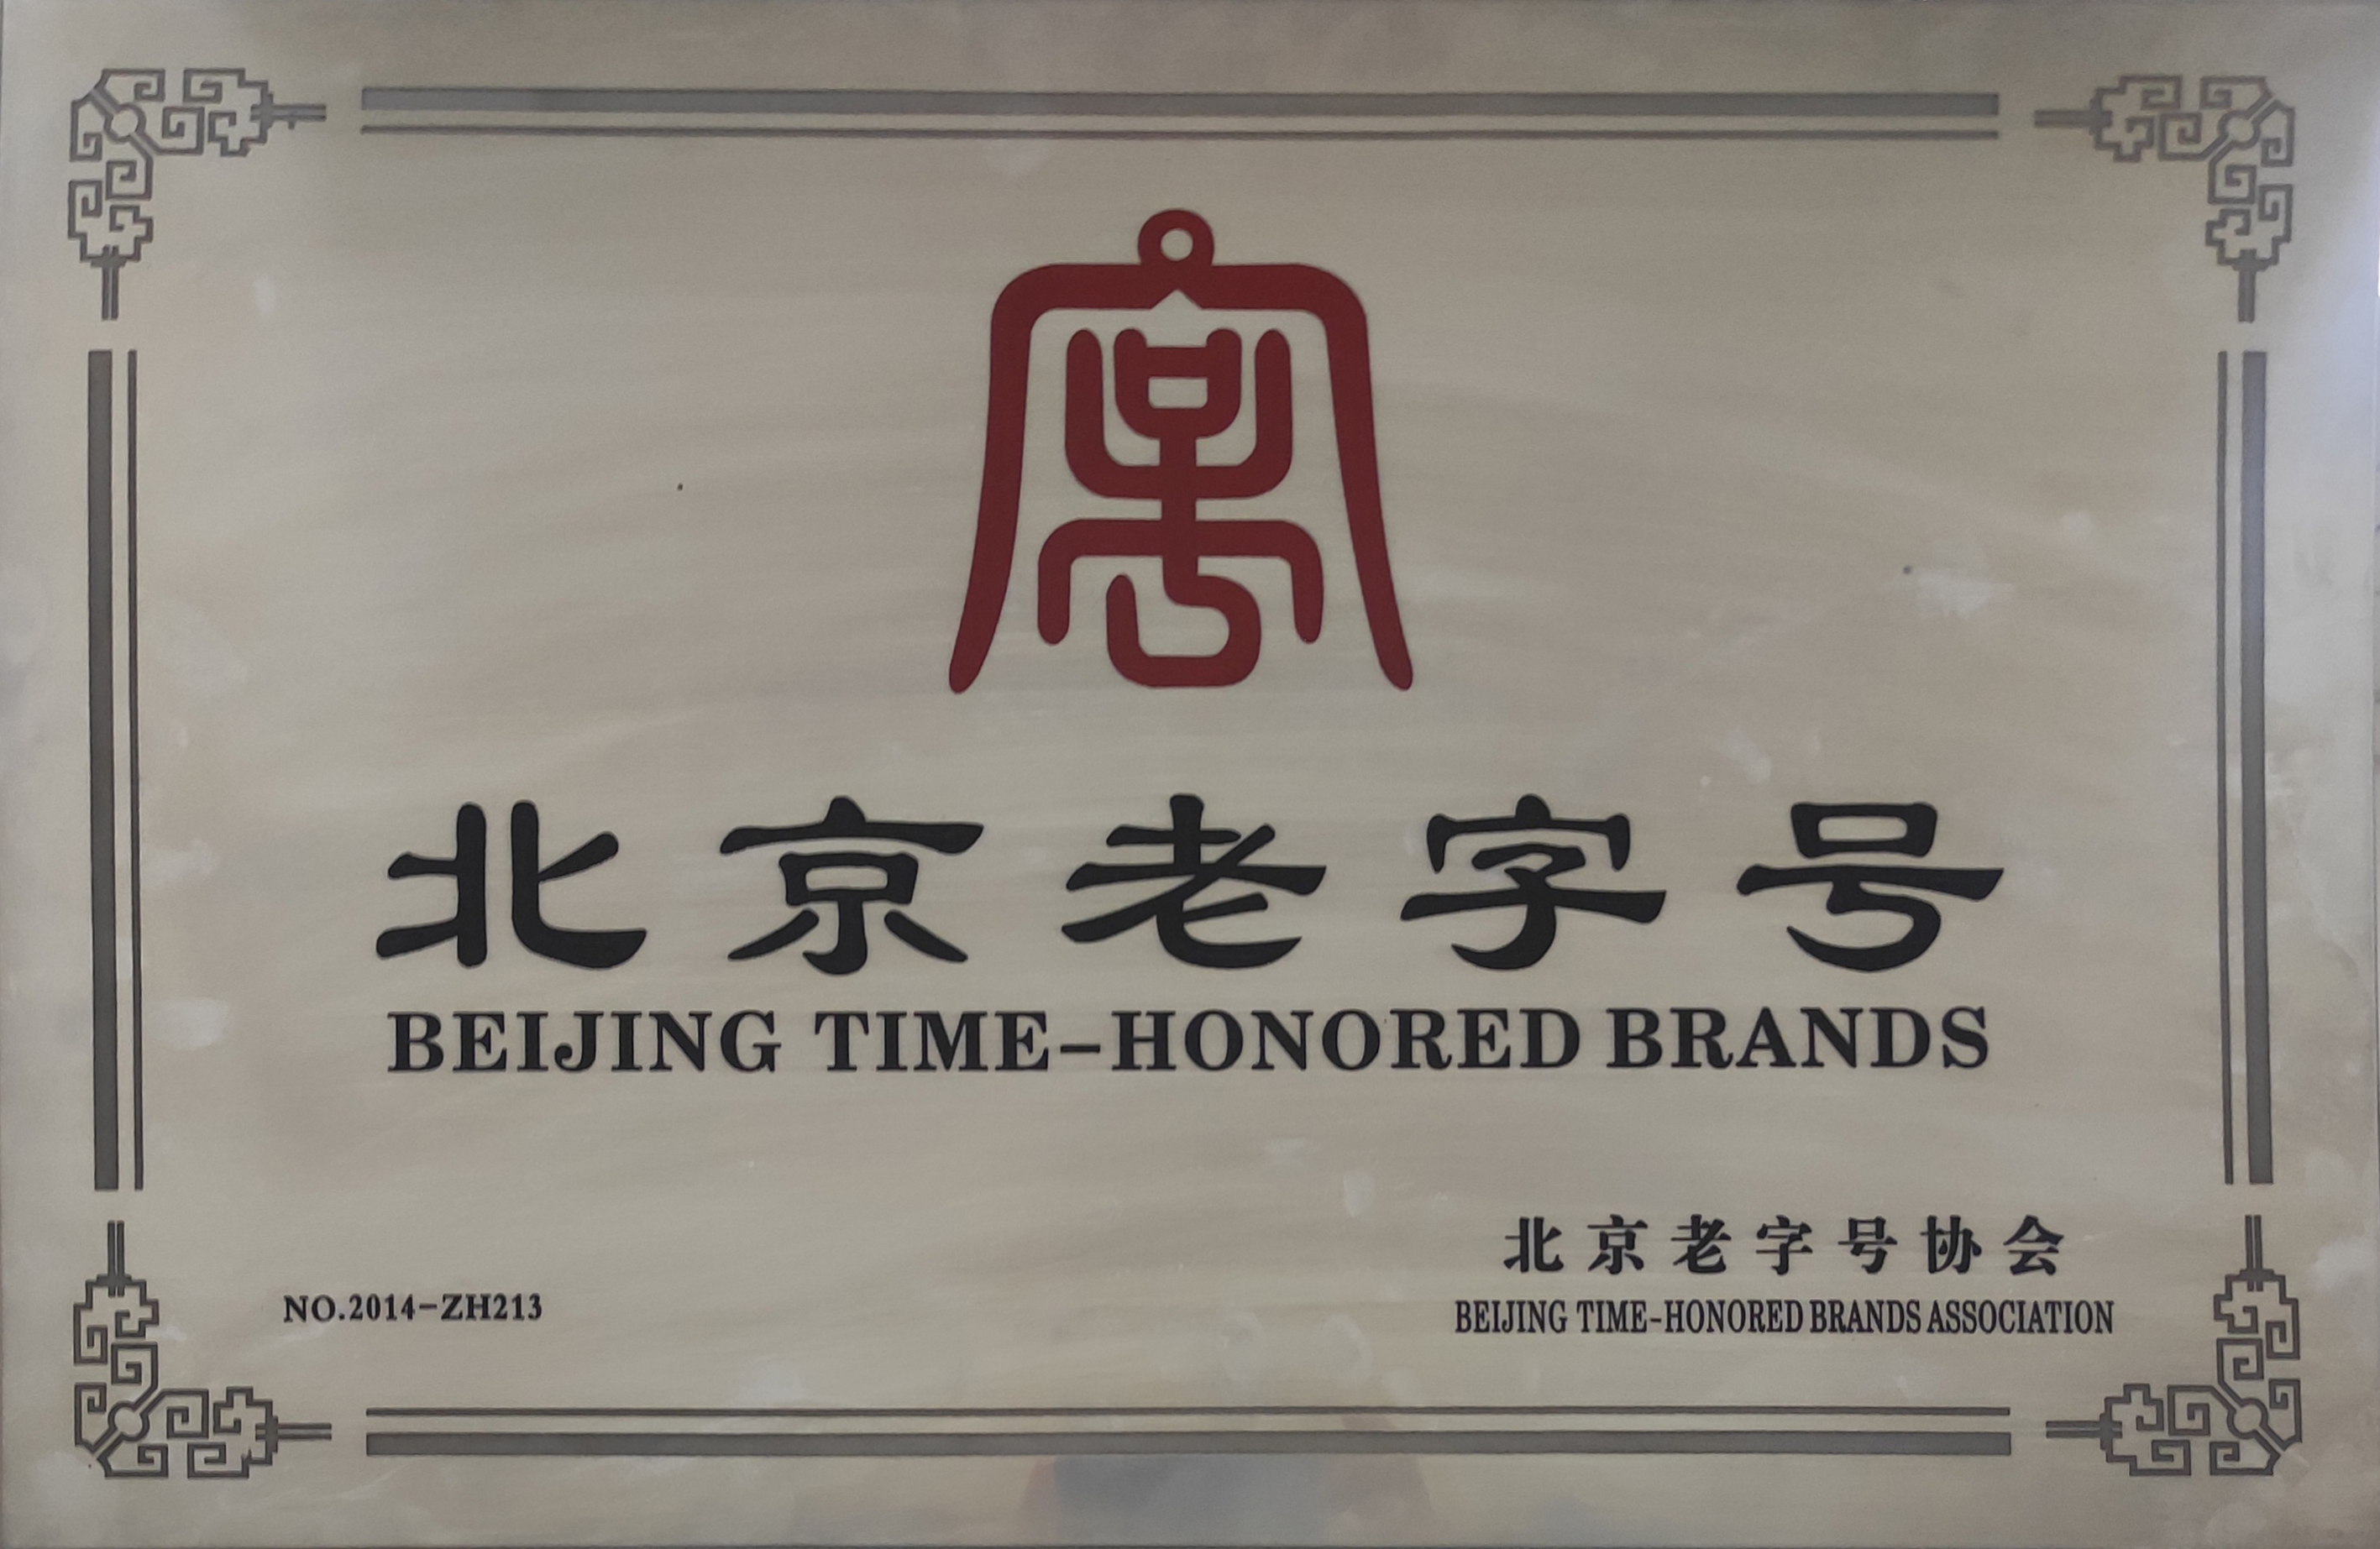 北京老字号
BEIJING TIME-HONORED BRANDS
NO.2014-ZH213
北京老字号协会
BEIJING TIME-HONORED BRANDS ASSOCIATION